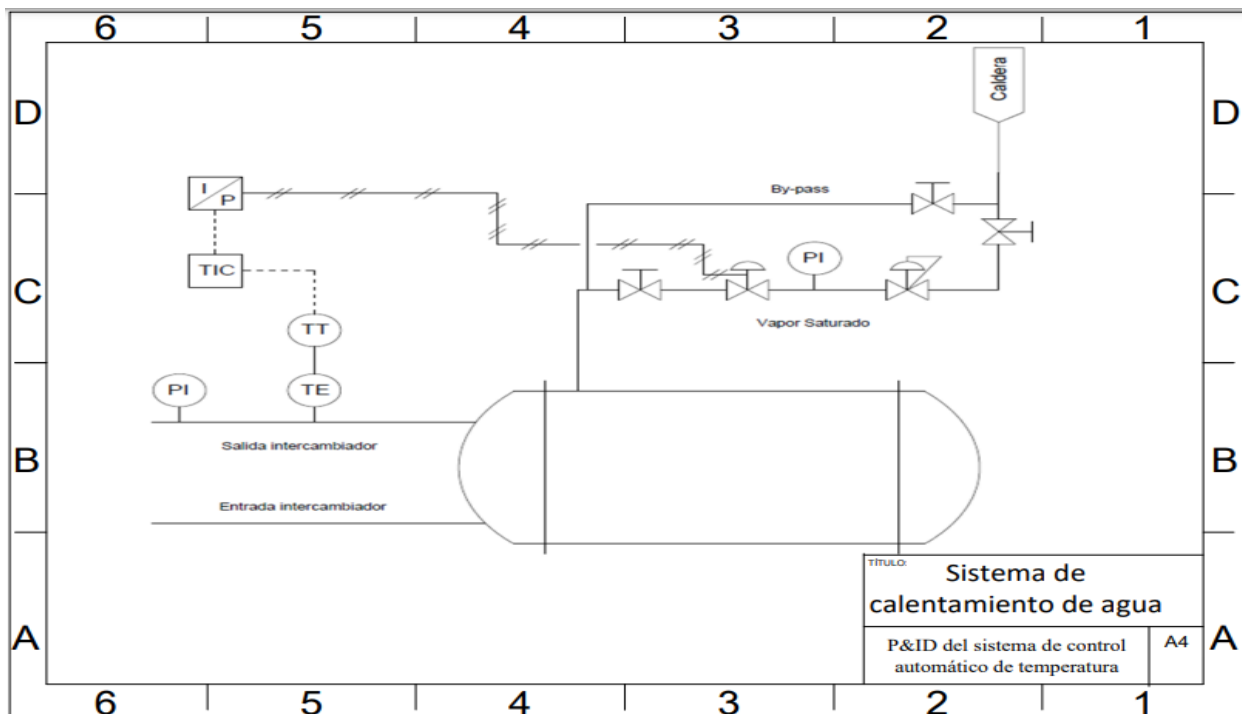 6 5 4 3 2 1
D D
Caldera
I
P
By-pass
TIC
PI
C C
Vapor Saturado
TT
PI
TE
Salida intercambiador
B B
Entrada intercambiador
TÍTULO:
Sistema de
calentamiento de agua
A A
P&ID del sistema de control
automático de temperatura
A4
6 5 4 3 2 1